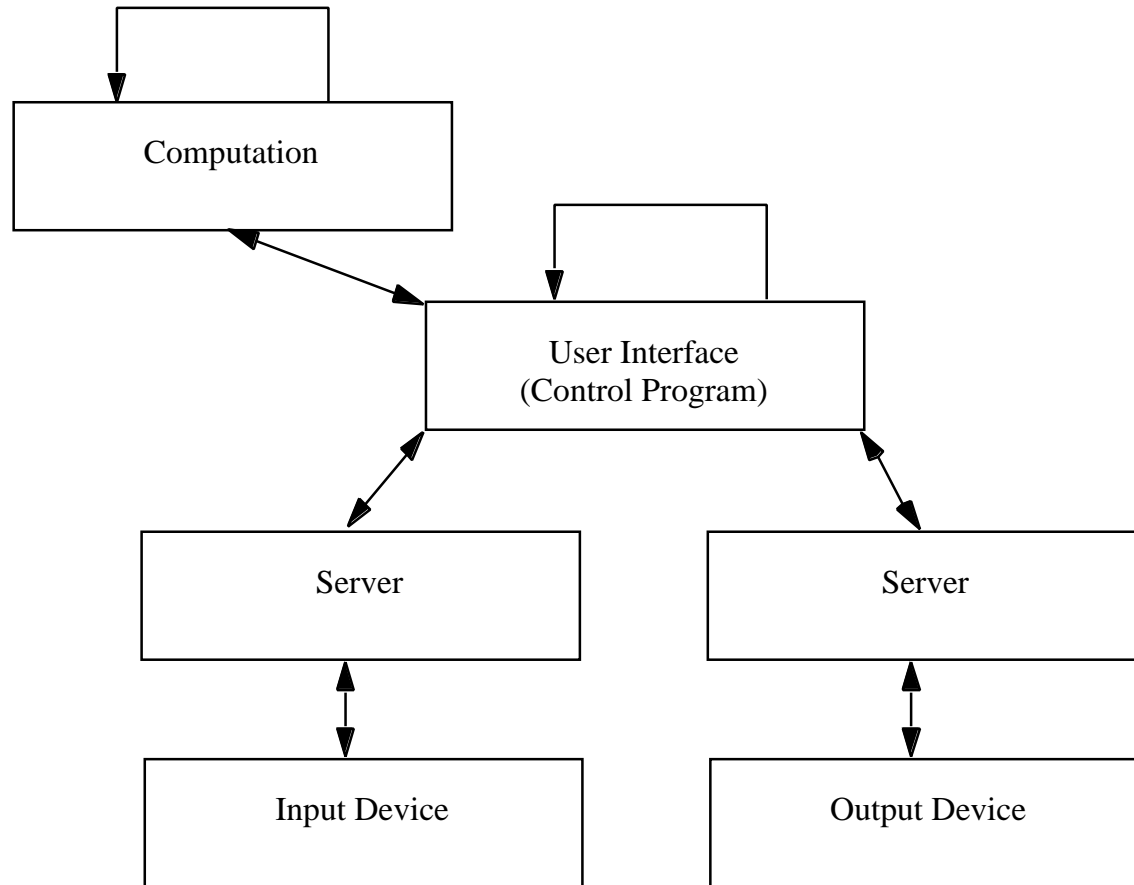 Computation
User Interface
(Control Program)
Server
Server
Input Device
Output Device